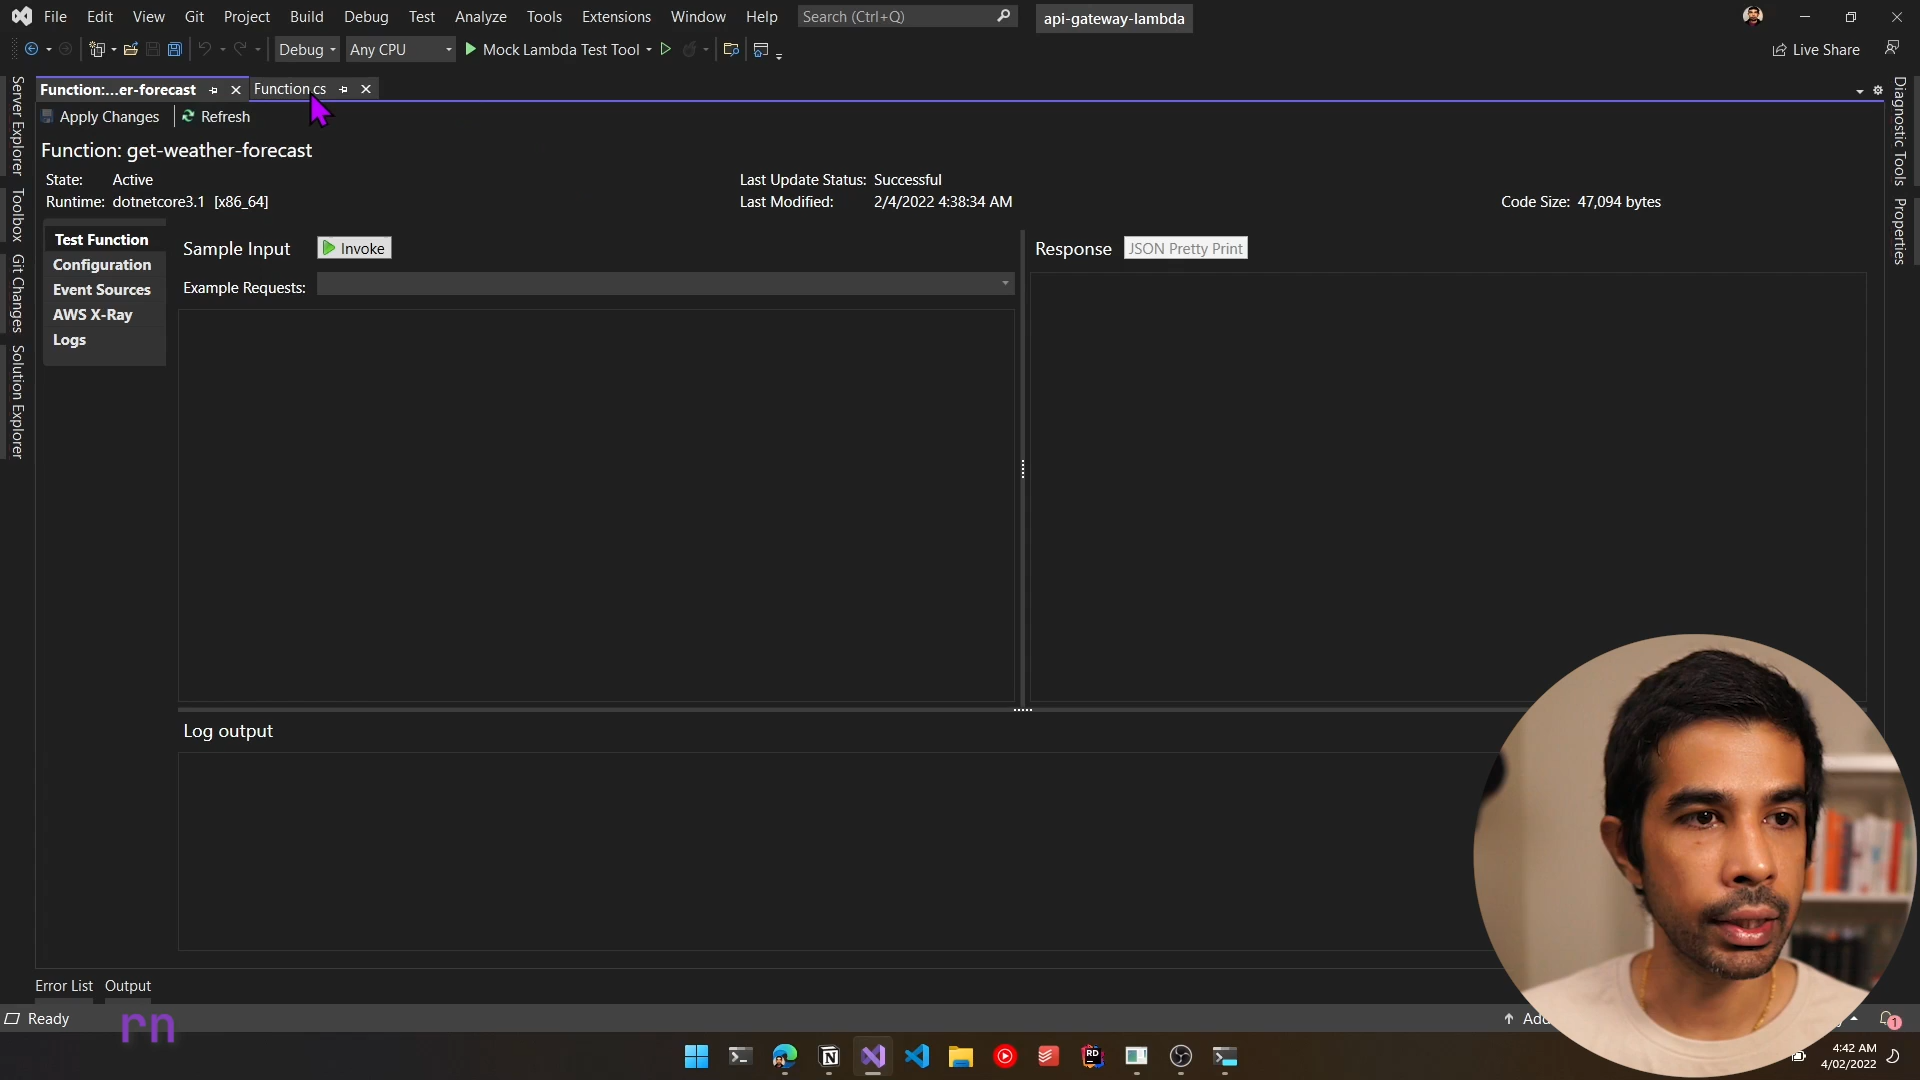 File Edit View Git Project Build Debug Test Analyze Tools Extensions Window Help Search (Ctrl+Q) api-gateway-lambda
Debug Any CPU Mock Lambda Test Tool Live Share
Function:...er-forecast Function.cs
Apply Changes Refresh
Function: get-weather-forecast
State: Active Last Update Status: Successful
Runtime: dotnetcore3.1 [x86_64] Last Modified: 2/4/2022 4:38:34 AM Code Size: 47,094 bytes
Test Function
Configuration
Event Sources
AWS X-Ray
Logs
Sample Input Invoke
Example Requests:
Response JSON Pretty Print
Log output
Server Explorer
Toolbox
Git Changes
Solution Explorer
Diagnostic Tools
Properties
Error List Output
Ready
rn
RD
1
4:42 AM
4/02/2022